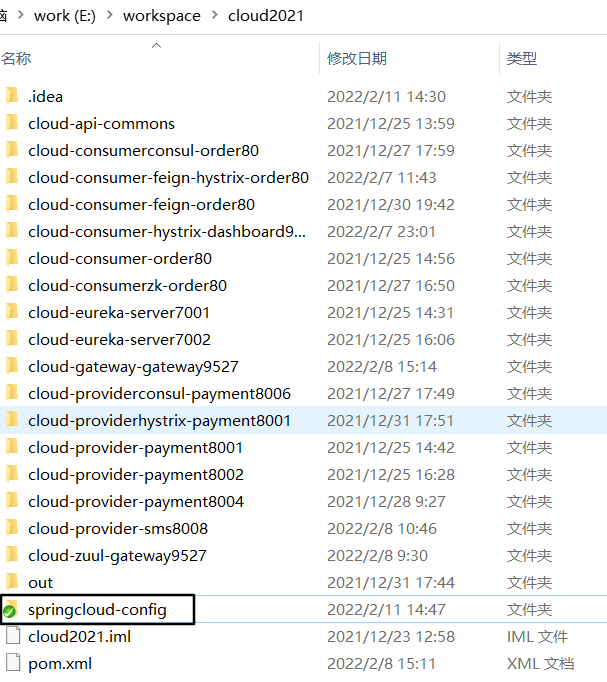 脑 > work (E:) > workspace > cloud2021
名称 修改日期 类型
.idea 2022/2/11 14:30 文件夹
cloud-api-commons 2021/12/25 13:59 文件夹
cloud-consumerconsul-order80 2021/12/27 17:59 文件夹
cloud-consumer-feign-hystrix-order80 2022/2/7 11:43 文件夹
cloud-consumer-feign-order80 2021/12/30 19:42 文件夹
cloud-consumer-hystrix-dashboard9... 2022/2/7 23:01 文件夹
cloud-consumer-order80 2021/12/25 14:56 文件夹
cloud-consumerzk-order80 2021/12/27 16:50 文件夹
cloud-eureka-server7001 2021/12/25 14:31 文件夹
cloud-eureka-server7002 2021/12/25 16:06 文件夹
cloud-gateway-gateway9527 2022/2/8 15:14 文件夹
cloud-providerconsul-payment8006 2021/12/27 17:49 文件夹
cloud-providerhystrix-payment8001 2021/12/31 17:51 文件夹
cloud-provider-payment8001 2021/12/25 14:42 文件夹
cloud-provider-payment8002 2021/12/25 16:28 文件夹
cloud-provider-payment8004 2021/12/28 9:27 文件夹
cloud-provider-sms8008 2022/2/8 10:46 文件夹
cloud-zuul-gateway9527 2022/2/8 9:30 文件夹
out 2021/12/31 17:44 文件夹
springcloud-config 2022/2/11 14:47 文件夹
cloud2021.iml 2021/12/23 12:58 IML 文件
pom.xml 2022/2/8 15:11 XML 文档